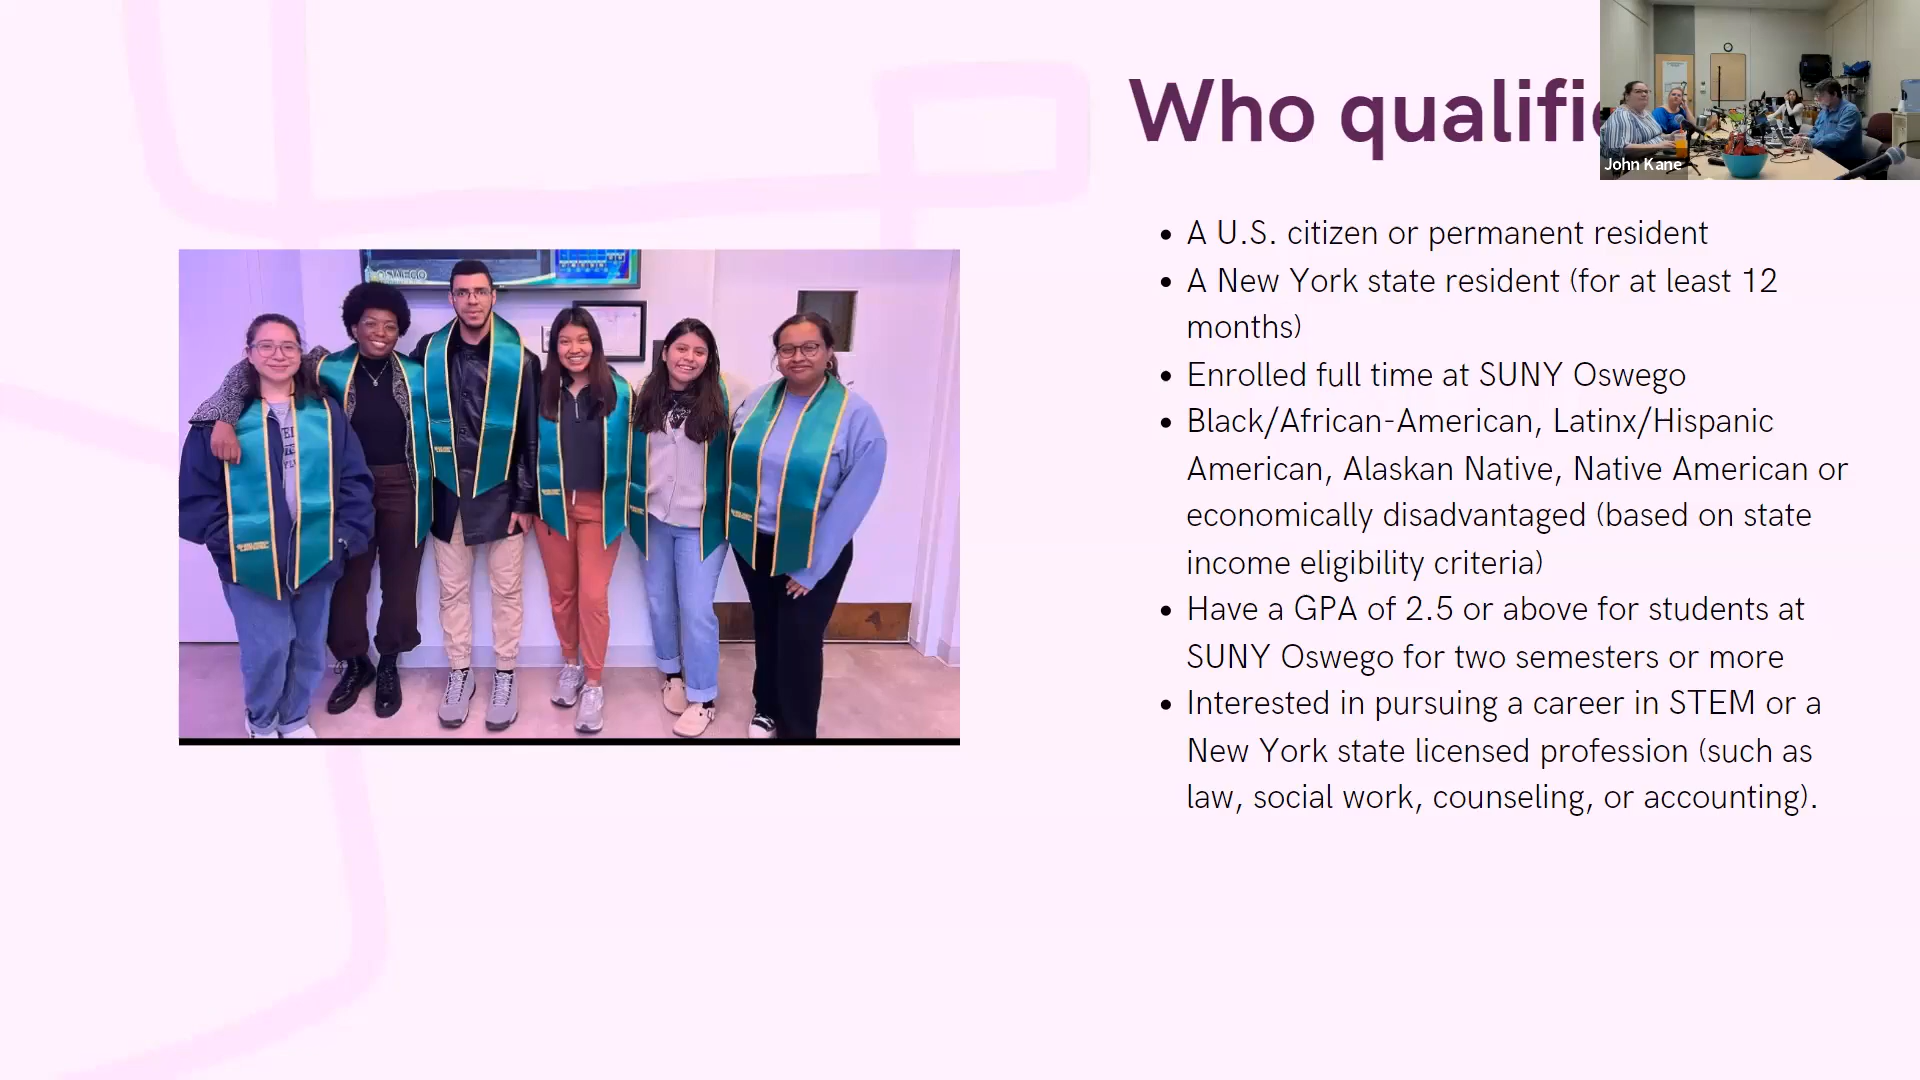 Who qualifie
John Kane
• A U.S. citizen or permanent resident
• A New York state resident (for at least 12
months)
• Enrolled full time at SUNY Oswego
• Black/African-American, Latinx/Hispanic
American, Alaskan Native, Native American or
economically disadvantaged (based on state
income eligibility criteria)
• Have a GPA of 2.5 or above for students at
SUNY Oswego for two semesters or more
• Interested in pursuing a career in STEM or a
New York state licensed profession (such as
law, social work, counseling, or accounting).
OSWEGO